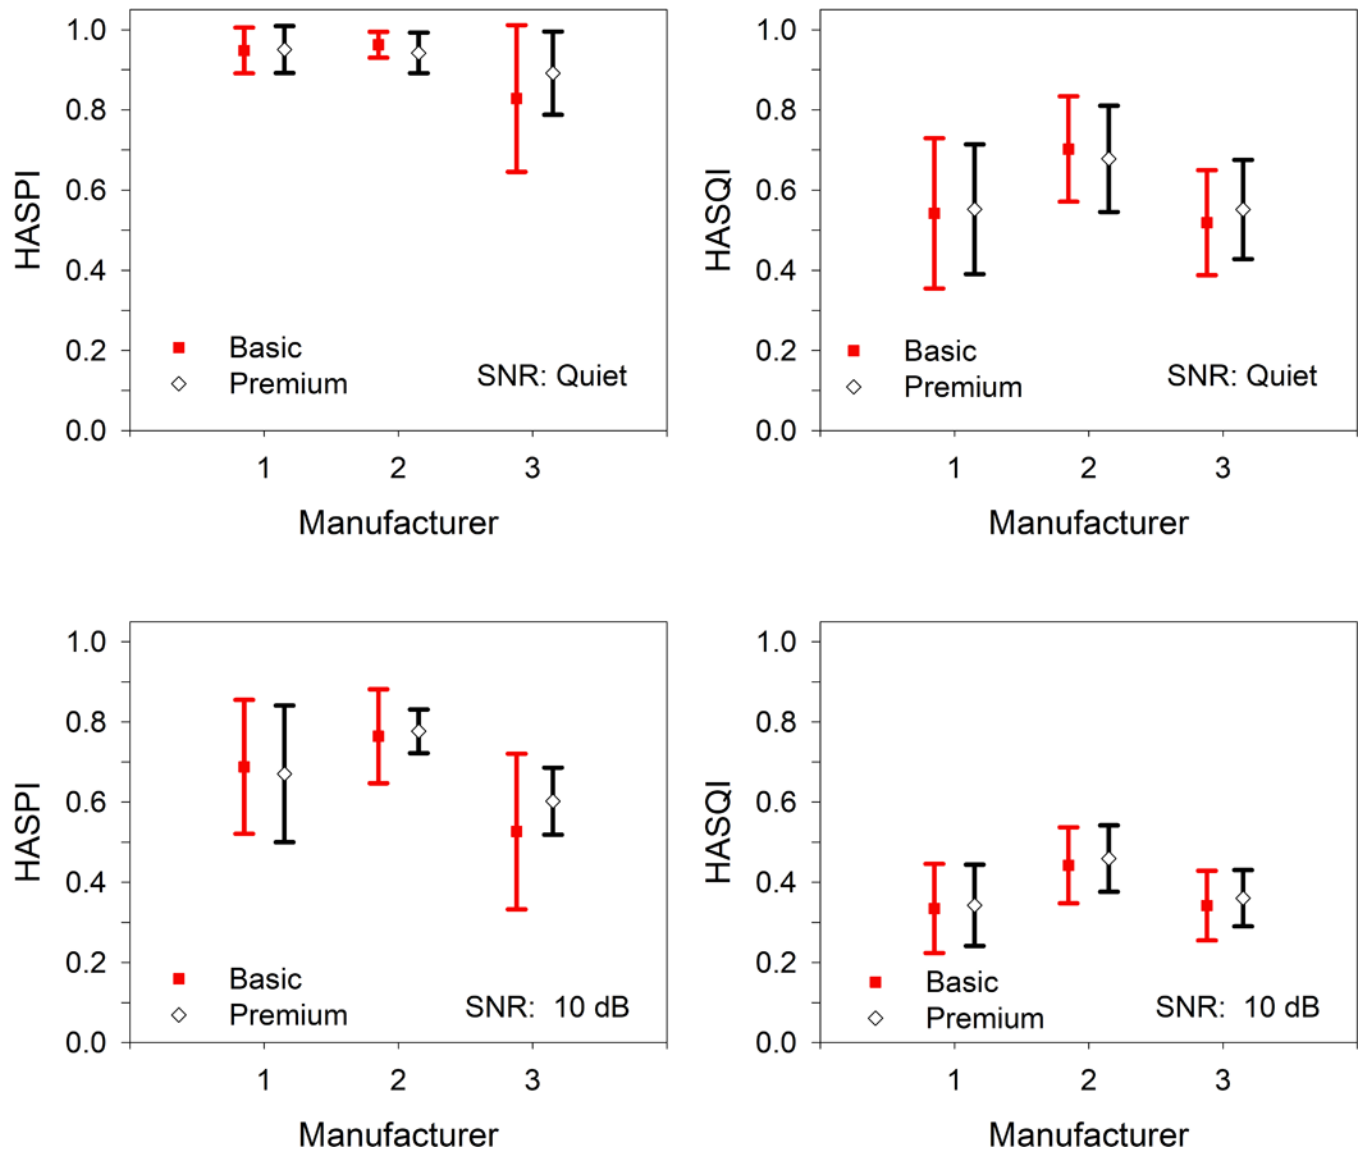 HASPI
1.0
0.8
0.6
0.4
0.2
0.0
Basic
Premium
SNR: Quiet
1 2 3
Manufacturer
HASQI
1.0
0.8
0.6
0.4
0.2
0.0
Basic
Premium
SNR: Quiet
1 2 3
Manufacturer
HASPI
1.0
0.8
0.6
0.4
0.2
0.0
Basic
Premium
SNR: 10 dB
1 2 3
Manufacturer
HASQI
1.0
0.8
0.6
0.4
0.2
0.0
Basic
Premium
SNR: 10 dB
1 2 3
Manufacturer